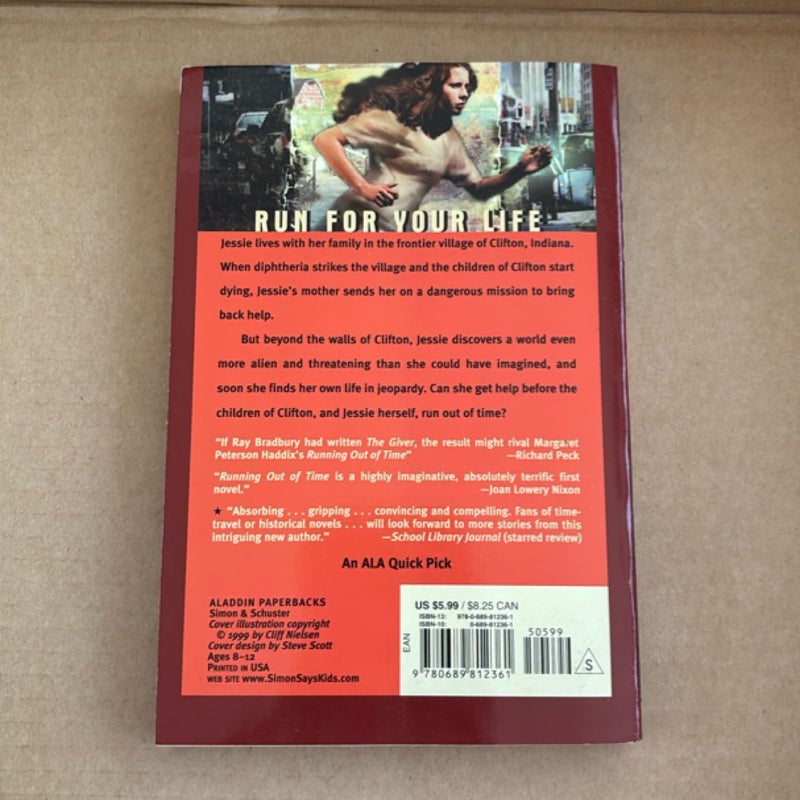 RUN FOR YOUR LIFE
Jessie lives with her family in the frontier village of Clifton, Indiana.
When diphtheria strikes the village and the children of Clifton start
dying, Jessie's mother sends her on a dangerous mission to bring
back help.
But beyond the walls of Clifton, Jessie discovers a world even
more alien and threatening than she could have imagined, and
soon she finds her own life in jeopardy. Can she get help before the
children of Clifton, and Jessie herself, run out of time?
"If Ray Bradbury had written The Giver, the result might rival Margaret
Peterson Haddix's Running Out of Time" —Richard Peck
"Running Out of Time is a highly imaginative, absolutely terrific first
novel." —Joan Lowery Nixon
★ "Absorbing . . . gripping . . . convincing and compelling. Fans of time-
travel or historical novels . . . will look forward to more stories from this
intriguing new author." —School Library Journal (starred review)
An ALA Quick Pick
ALADDIN PAPERBACKS
Simon & Schuster
Cover illustration copyright
© 1999 by Cliff Nielsen
Cover design by Steve Scott
Ages 8–12
PRINTED IN USA
WEB SITE www.SimonSaysKids.com
US $5.99 / $8.25 CAN
ISBN-13: 978-0-689-81236-1
ISBN-10: 0-689-81236-1
EAN
50599
9 780689 812361
S